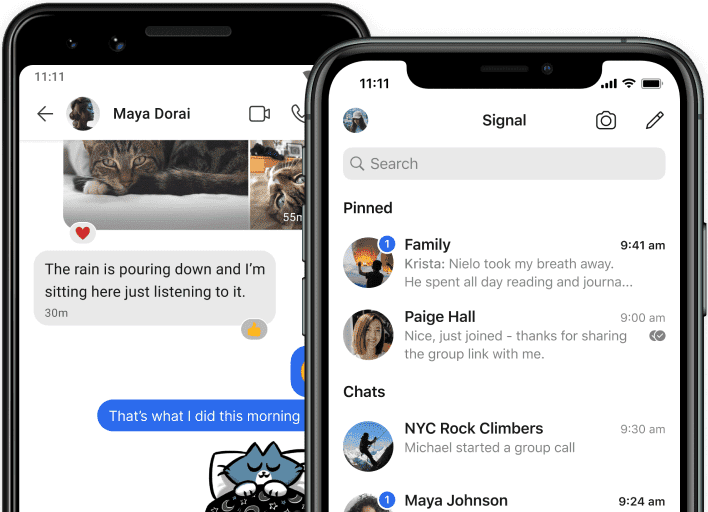 11:11
Maya Dorai
55m
The rain is pouring down and I'm
sitting here just listening to it.
30m
That's what I did this morning
11:11
Signal
Search
Pinned
1
Family
9:41 am
Krista: Nielo took my breath away.
He spent all day reading and journa...
Paige Hall
9:00 am
Nice, just joined - thanks for sharing
the group link with me.
Chats
NYC Rock Climbers
9:30 am
Michael started a group call
1
Maya Johnson
9:24 am